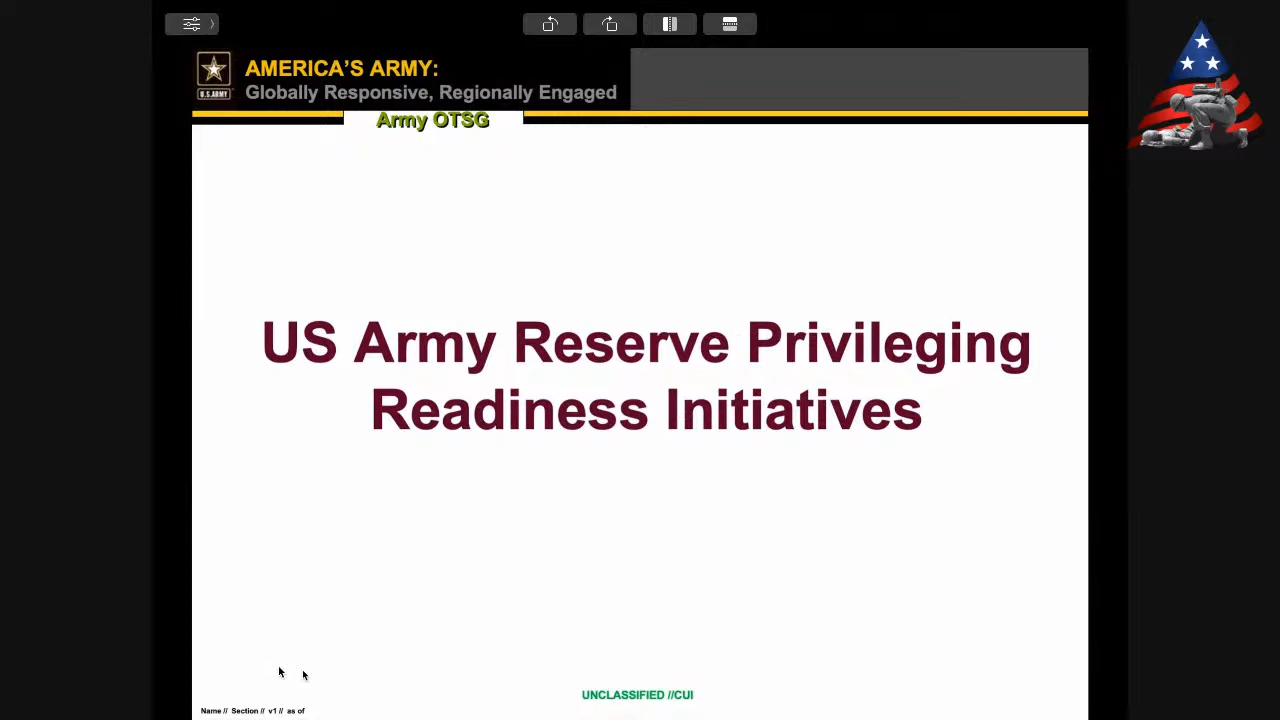 AMERICA'S ARMY:
Globally Responsive, Regionally Engaged
U.S.ARMY
Army OTSG
US Army Reserve Privileging
Readiness Initiatives
UNCLASSIFIED //CUI
Name // Section // v1 // as of